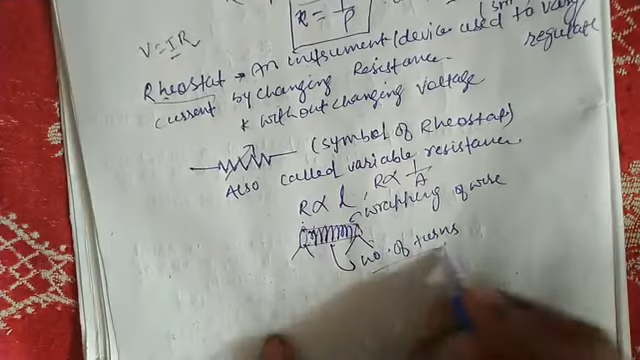 K = 1/ρ
V = IR
Rheostat → An instrument/device used to vary
regulate
current by changing Resistance
* without changing voltage
(symbol of Rheostat)
Also called variable resistance
R ∝ l, R ∝ 1/A
wrapping of wire
no. of turns